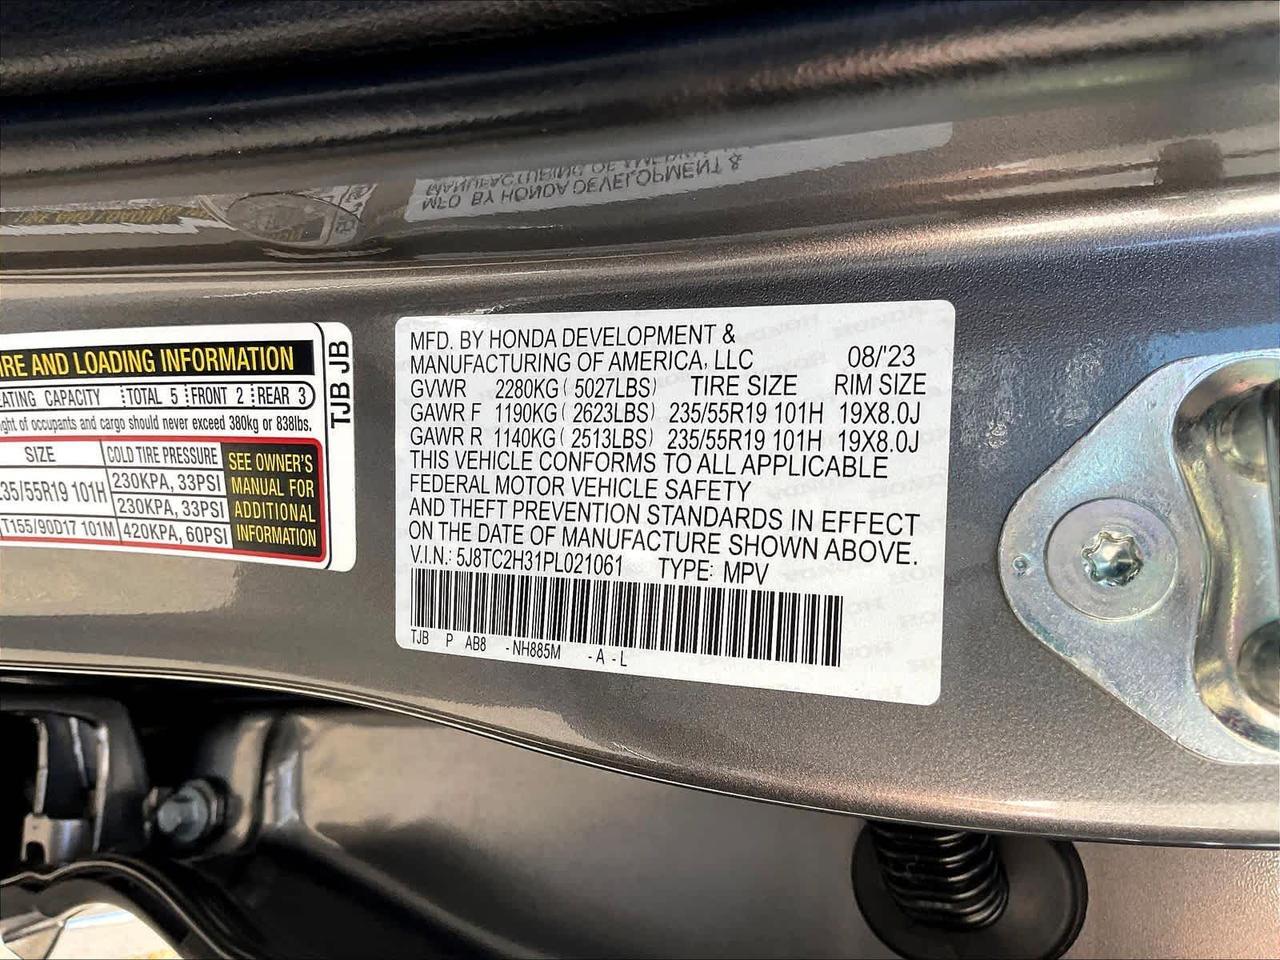 RE AND LOADING INFORMATION
ATING CAPACITY TOTAL 5 FRONT 2 REAR 3
ght of occupants and cargo should never exceed 380kg or 838lbs.
SIZE COLD TIRE PRESSURE
235/55R19 101H 230KPA, 33PSI
230KPA, 33PSI
T155/90D17 101M 420KPA, 60PSI
SEE OWNER'S
MANUAL FOR
ADDITIONAL
INFORMATION
TJB JB
MFD. BY HONDA DEVELOPMENT &
MANUFACTURING OF AMERICA, LLC 08/'23
GVWR 2280KG ( 5027LBS) TIRE SIZE RIM SIZE
GAWR F 1190KG ( 2623LBS) 235/55R19 101H 19X8.0J
GAWR R 1140KG ( 2513LBS) 235/55R19 101H 19X8.0J
THIS VEHICLE CONFORMS TO ALL APPLICABLE
FEDERAL MOTOR VEHICLE SAFETY
AND THEFT PREVENTION STANDARDS IN EFFECT
ON THE DATE OF MANUFACTURE SHOWN ABOVE.
V.I.N.: 5J8TC2H31PL021061 TYPE: MPV
TJB P AB8 -NH885M -A -L